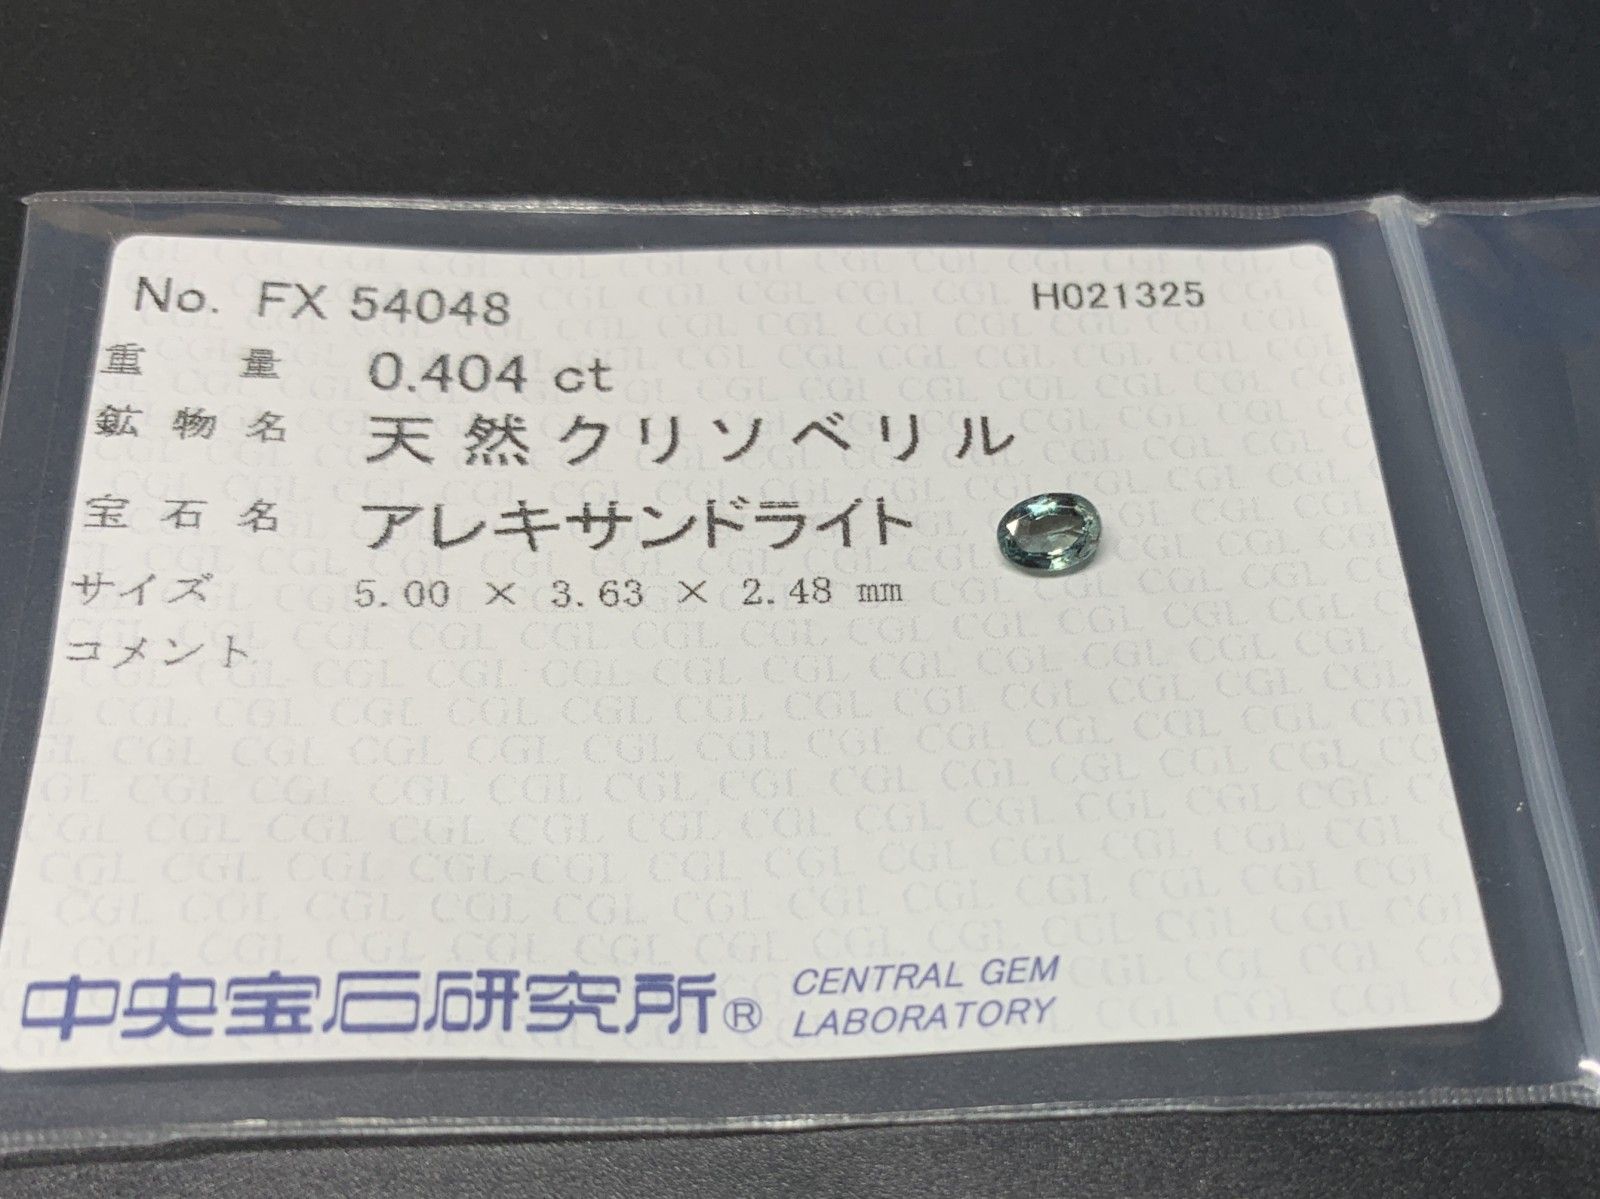 No. FX 54048 H021325
重量 0.404 ct
鉱物名 天然クリソベリル
宝石名 アレキサンドライト
サイズ 5.00 × 3.63 × 2.48 mm
コメント
中央宝石研究所® CENTRAL GEM
LABORATORY